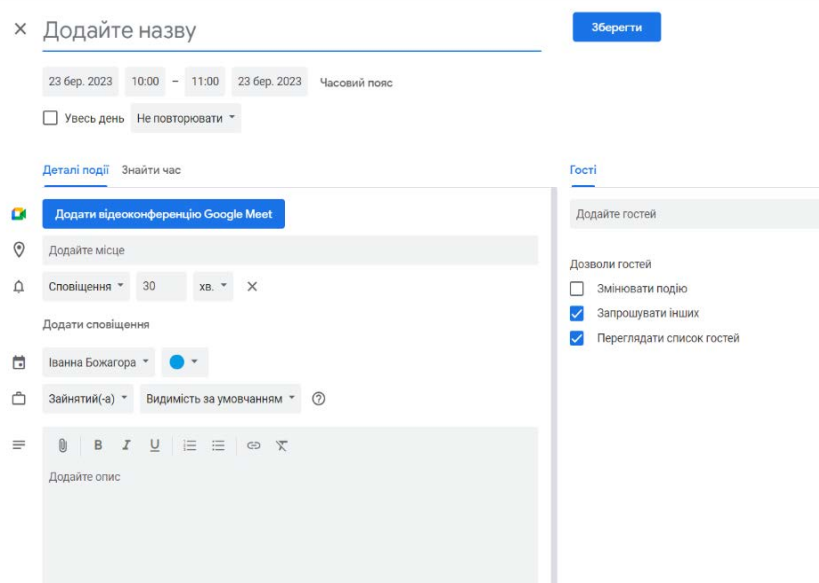 Додайте назву
Зберегти
23 бер. 2023 10:00 – 11:00 23 бер. 2023 Часовий пояс
Увесь день Не повторювати
Деталі події Знайти час
Гості
Додати відеоконференцію Google Meet
Додайте гостей
Додайте місце
Дозволи гостей
Сповіщення 30 хв.
Змінювати подію
Запрошувати інших
Додати сповіщення
Переглядати список гостей
Іванна Божагора
Зайнятий(-а) Видимість за умовчанням
B I U
Додайте опис